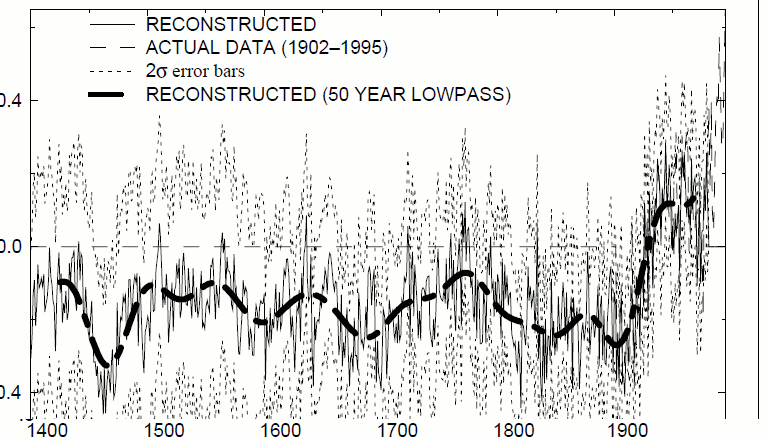 RECONSTRUCTED
ACTUAL DATA (1902–1995)
2σ error bars
RECONSTRUCTED (50 YEAR LOWPASS)
0.4
0.0
0.4
1400 1500 1600 1700 1800 1900